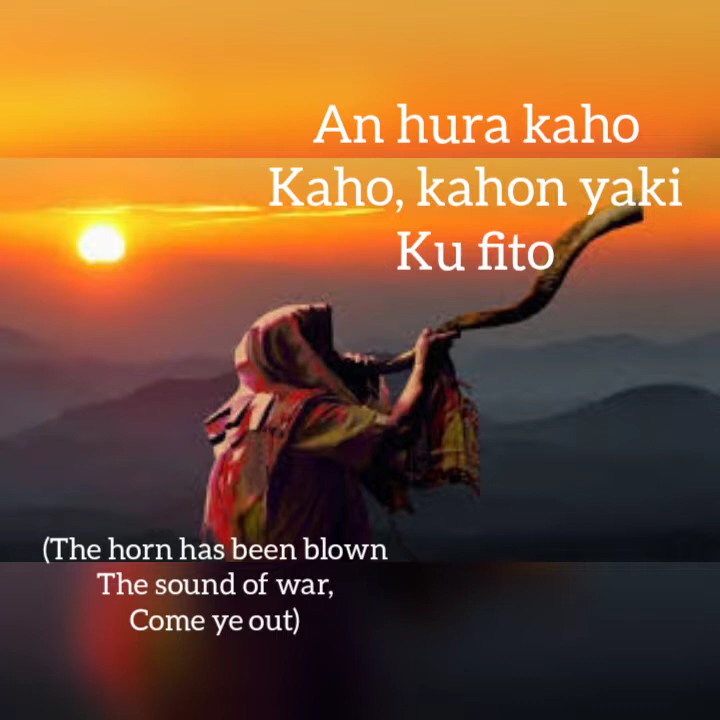 An hura kaho
Kaho, kahon yaki
Ku fito
(The horn has been blown
The sound of war,
Come ye out)